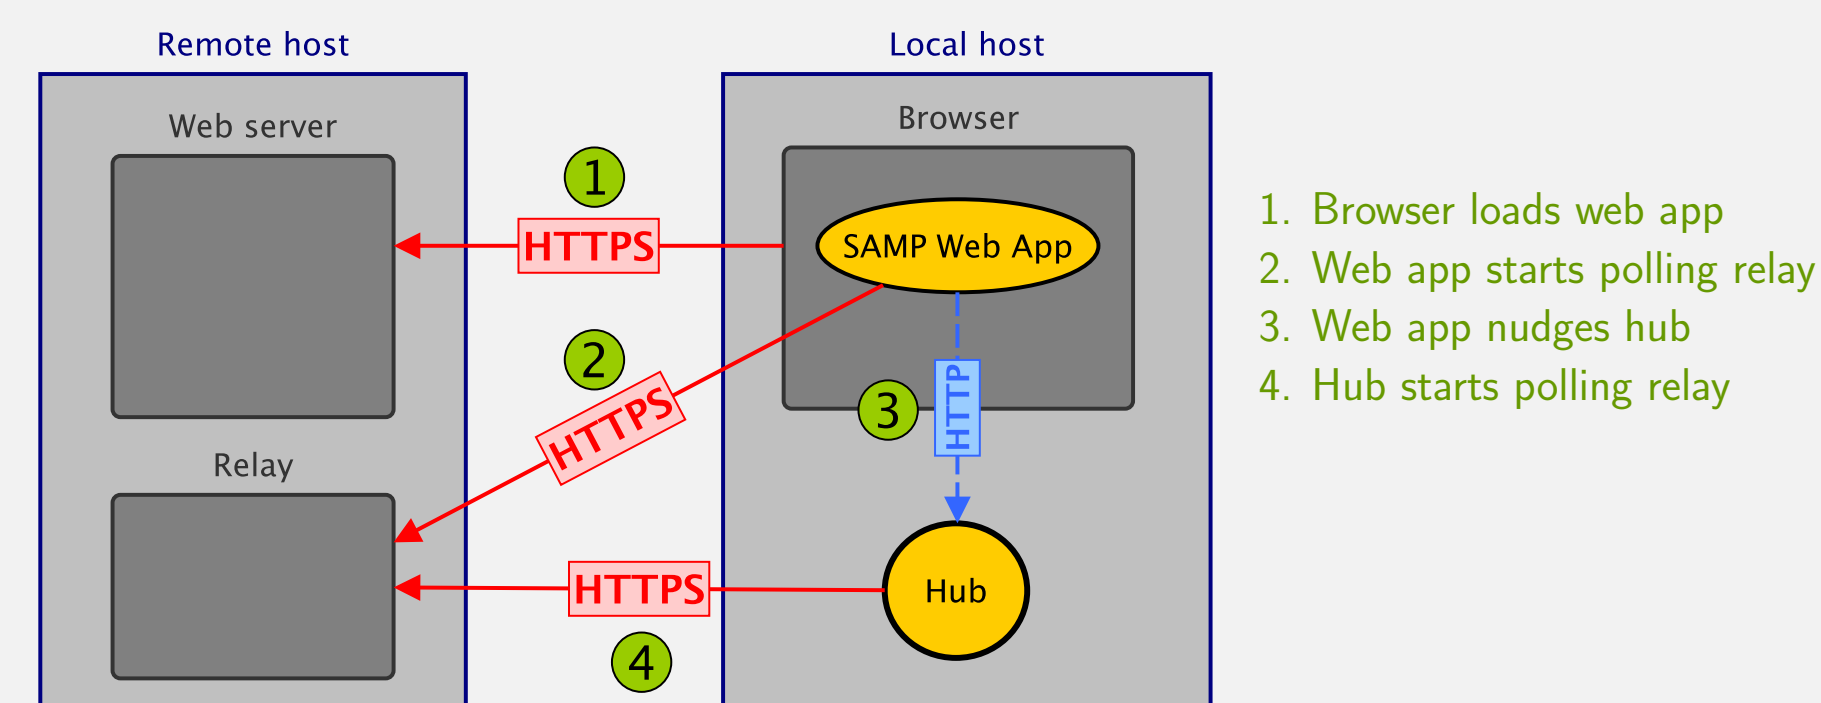 Remote host
Local host
Web server
Browser
1
HTTPS
SAMP Web App
2
HTTPS
3
HTTP
Relay
HTTPS
Hub
4
1. Browser loads web app
2. Web app starts polling relay
3. Web app nudges hub
4. Hub starts polling relay